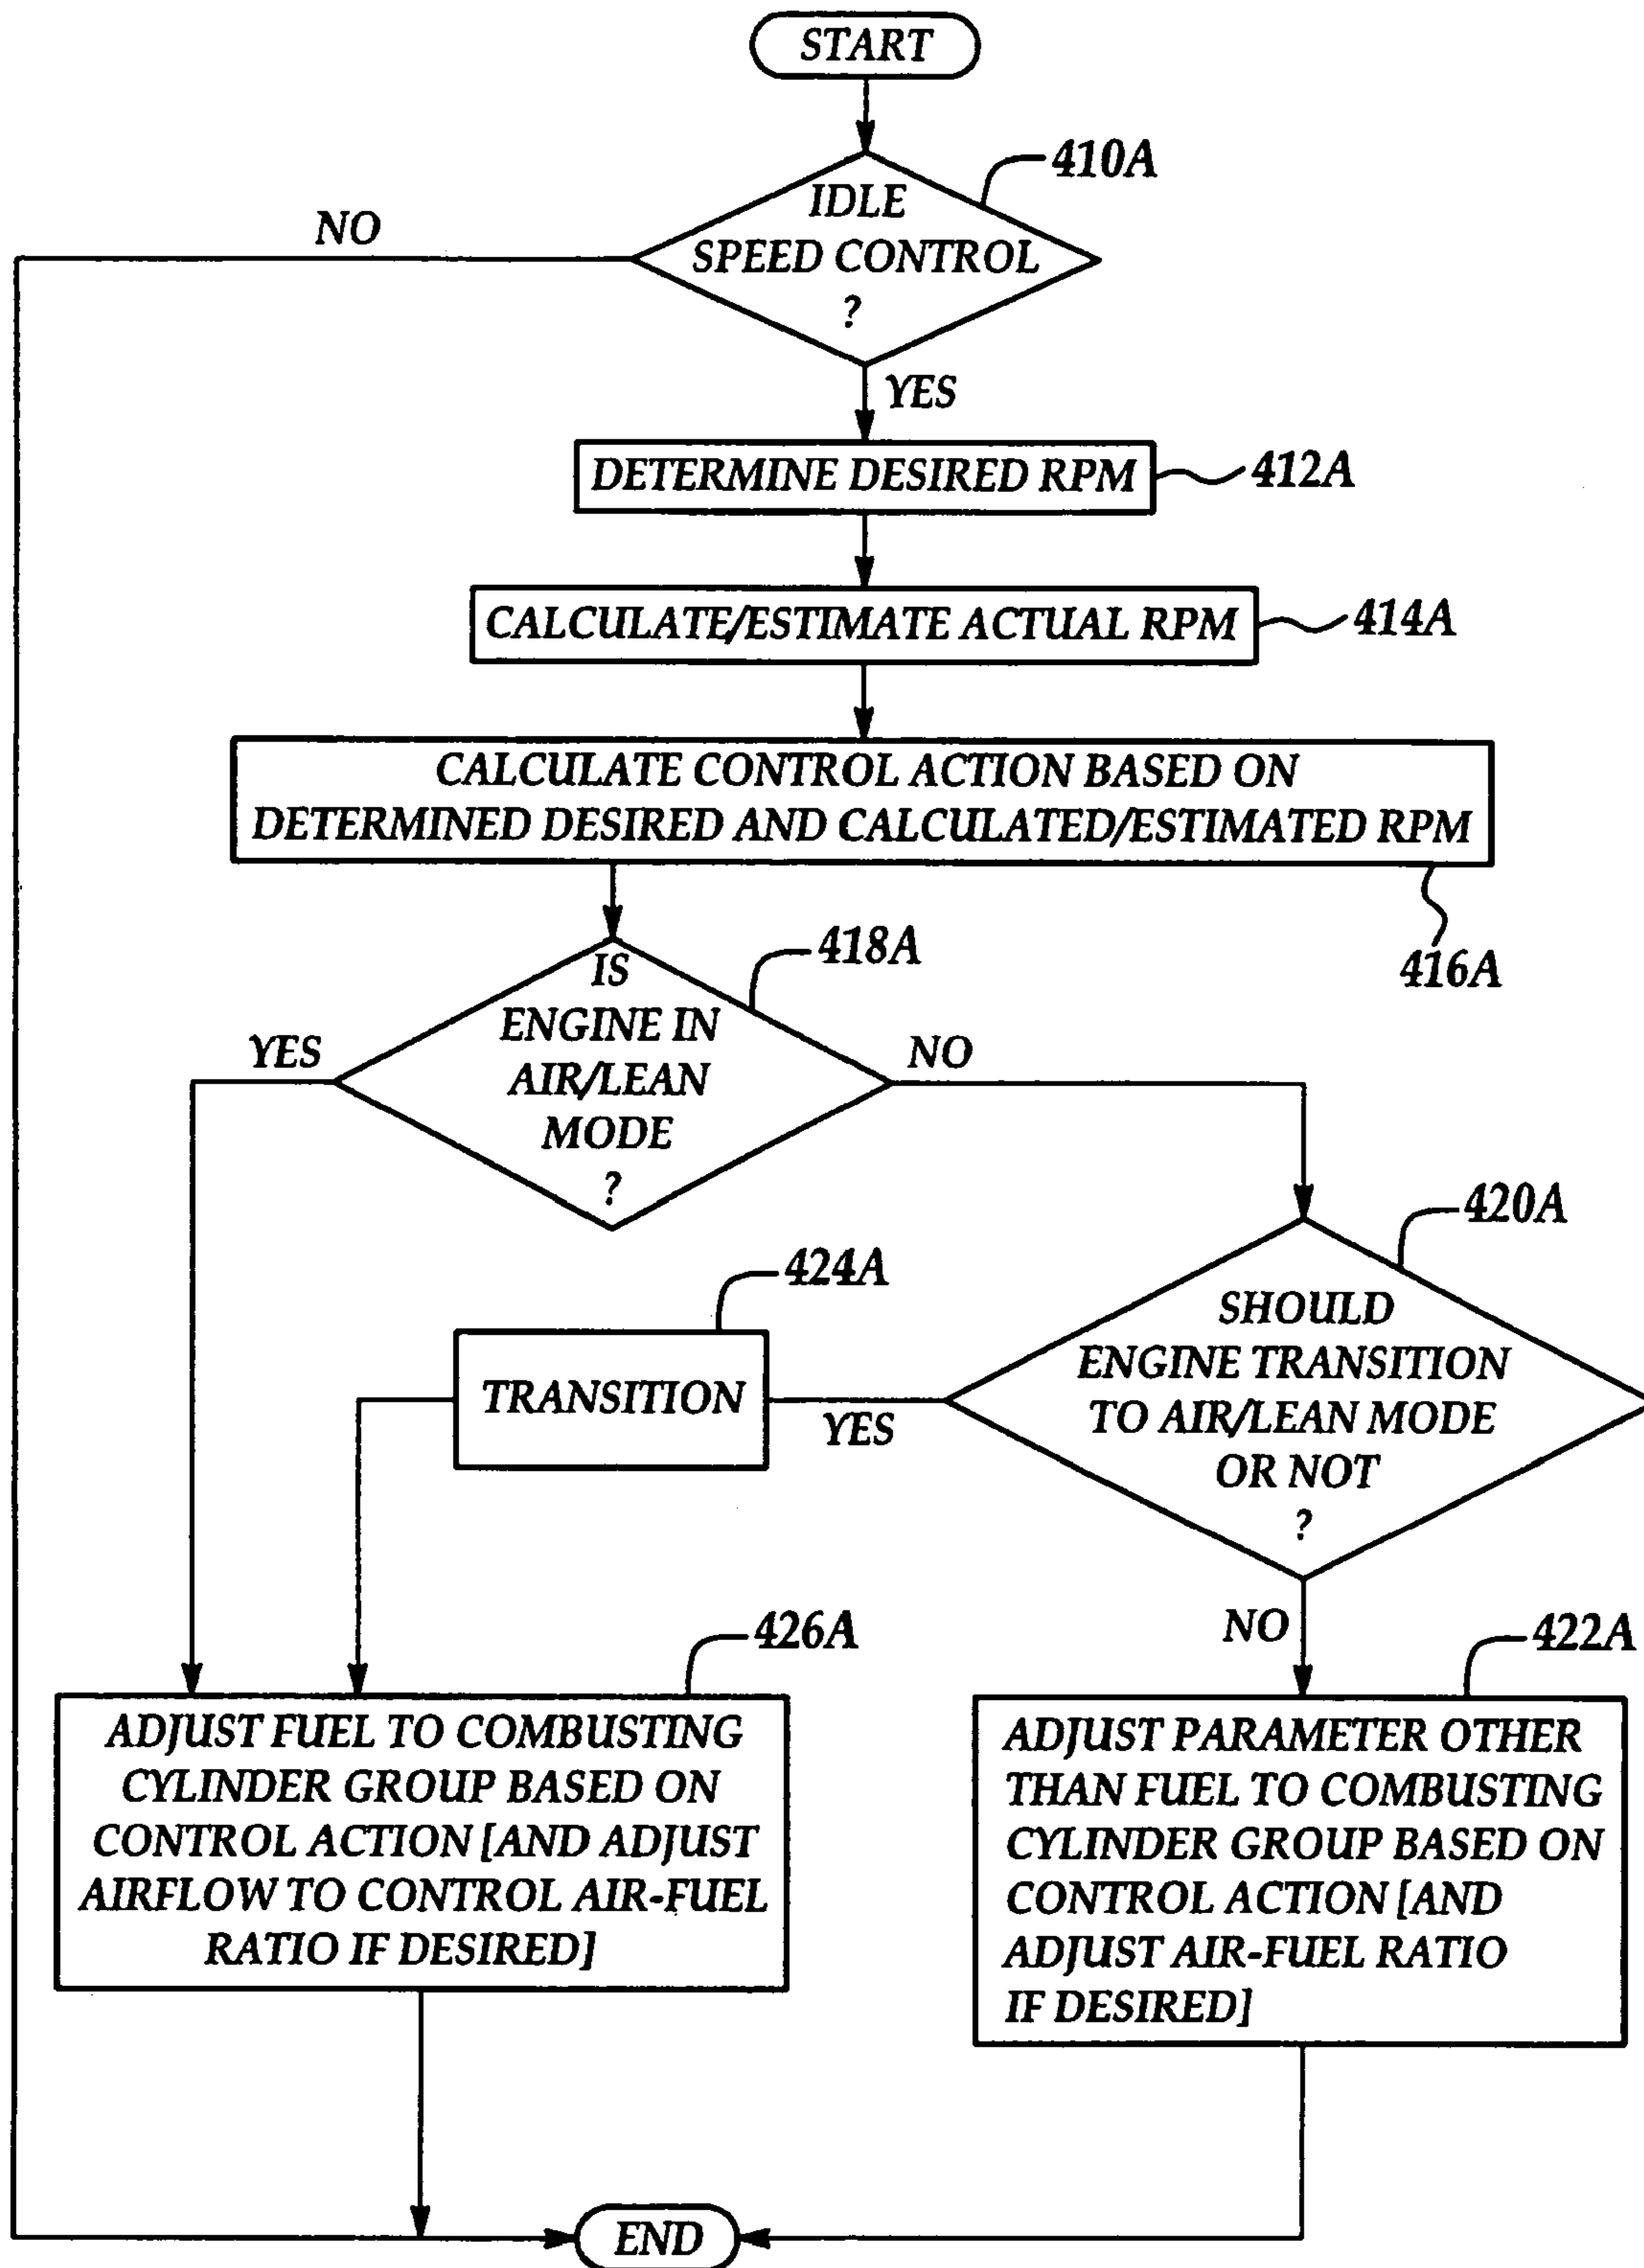 START
410A
IDLE
SPEED CONTROL
?
NO
YES
DETERMINE DESIRED RPM
412A
CALCULATE/ESTIMATE ACTUAL RPM
414A
CALCULATE CONTROL ACTION BASED ON
DETERMINED DESIRED AND CALCULATED/ESTIMATED RPM
416A
418A
IS
ENGINE IN
AIR/LEAN
MODE
?
YES
NO
420A
SHOULD
ENGINE TRANSITION
TO AIR/LEAN MODE
OR NOT
?
424A
TRANSITION
YES
NO
426A
ADJUST FUEL TO COMBUSTING
CYLINDER GROUP BASED ON
CONTROL ACTION [AND ADJUST
AIRFLOW TO CONTROL AIR-FUEL
RATIO IF DESIRED]
422A
ADJUST PARAMETER OTHER
THAN FUEL TO COMBUSTING
CYLINDER GROUP BASED ON
CONTROL ACTION [AND
ADJUST AIR-FUEL RATIO
IF DESIRED]
END